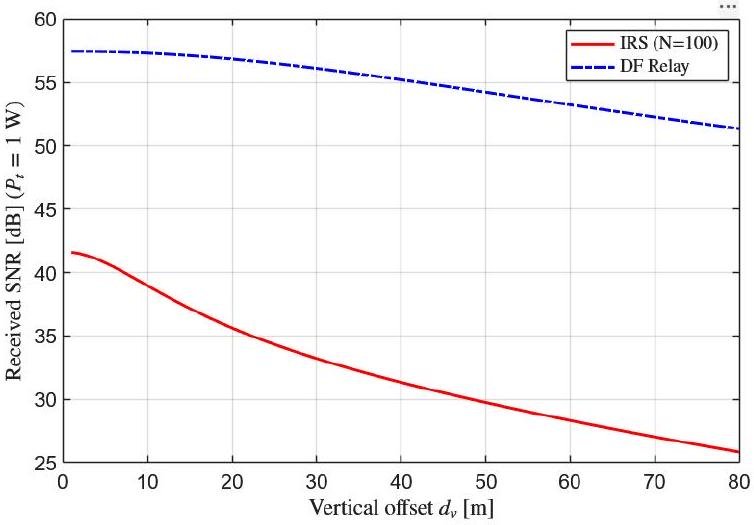 60
55
50
45
40
35
30
25
Received SNR [dB] (P_t = 1 W)
IRS (N=100)
DF Relay
0 10 20 30 40 50 60 70 80
Vertical offset d_v [m]